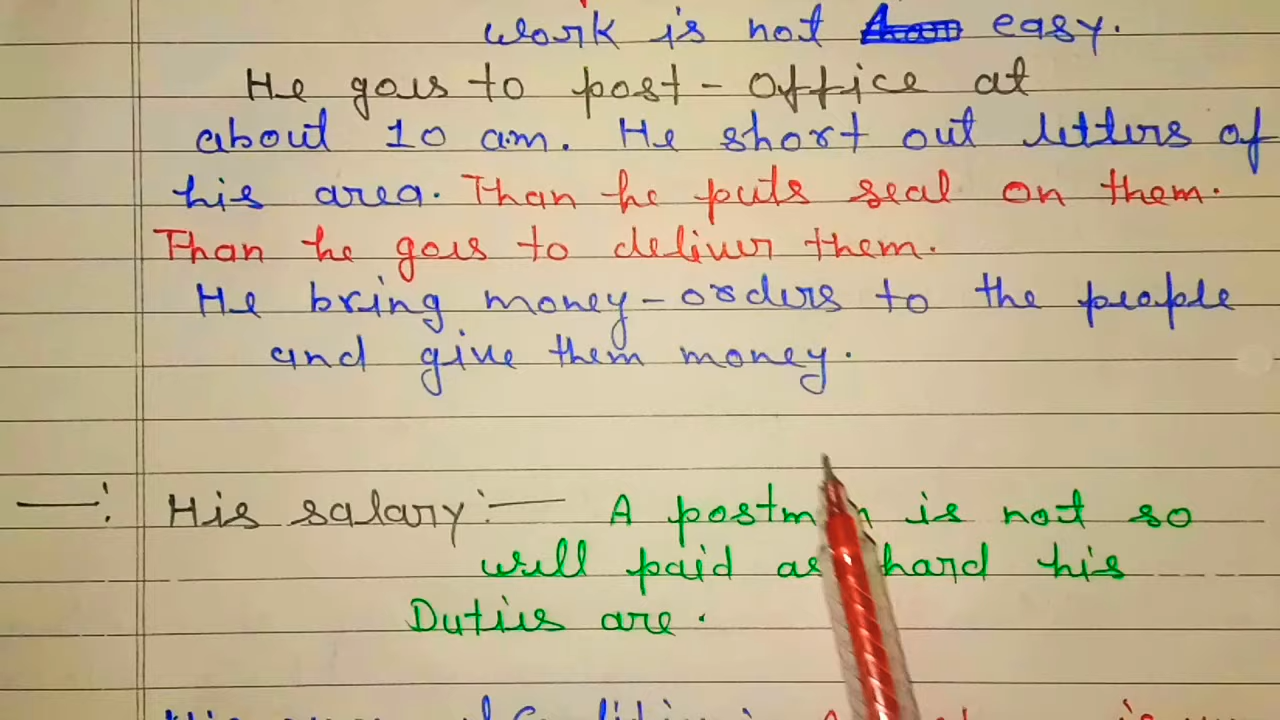 work is not easy.
He goes to post-office at
about 10 am. He short out letters of
his area. Than he puts seal on them.
Than he goes to deliver them.
He bring money-orders to the people
and give them money.
His salary:- A postman is not so
well paid as hard his
Duties are.